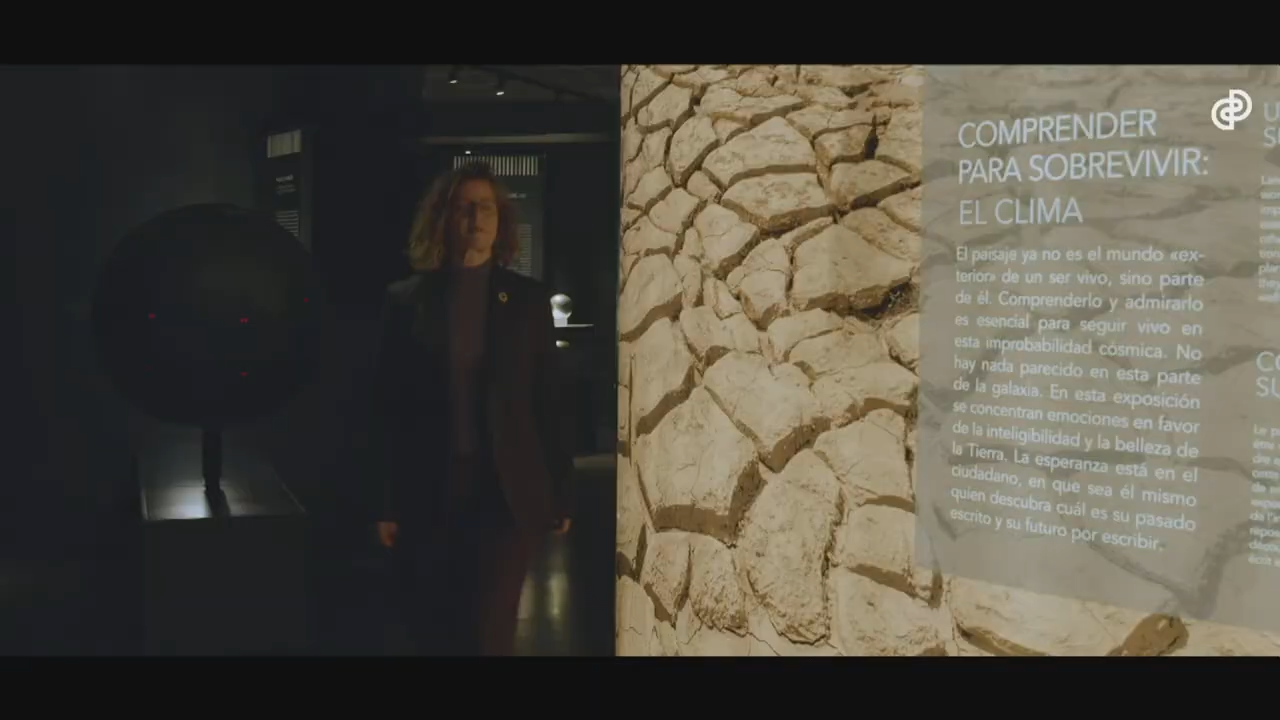 COMPRENDER
PARA SOBREVIVIR:
EL CLIMA
El paisaje ya no es el mundo «ex-
terior» de un ser vivo, sino parte
de él. Comprenderlo y admirarlo
es esencial para seguir vivo en
esta improbabilidad cósmica. No
hay nada parecido en esta parte
de la galaxia. En esta exposición
se concentran emociones en favor
de la inteligibilidad y la belleza de
la Tierra. La esperanza está en el
ciudadano, en que sea él mismo
quien descubra cuál es su pasado
escrito y su futuro por escribir.